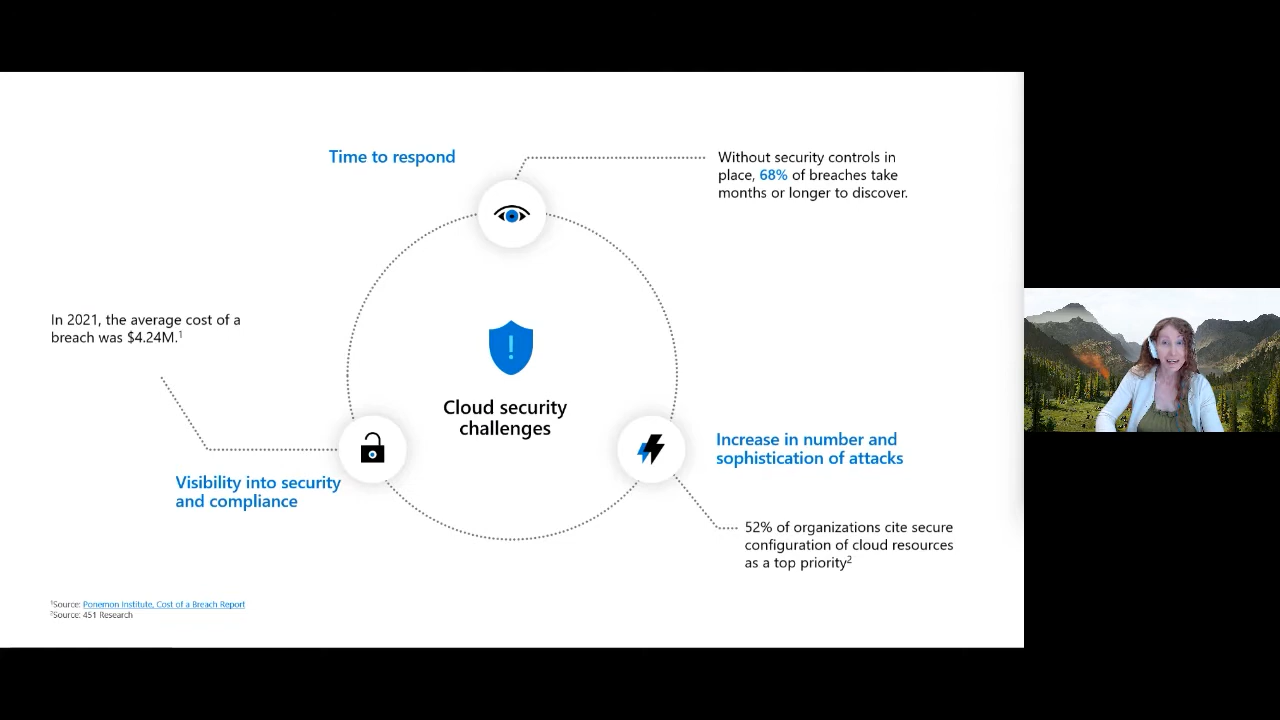 Time to respond
Without security controls in
place, 68% of breaches take
months or longer to discover.
In 2021, the average cost of a
breach was $4.24M.¹
!
Cloud security
challenges
Visibility into security
and compliance
Increase in number and
sophistication of attacks
52% of organizations cite secure
configuration of cloud resources
as a top priority²
¹Source: Ponemon Institute, Cost of a Breach Report
²Source: 451 Research